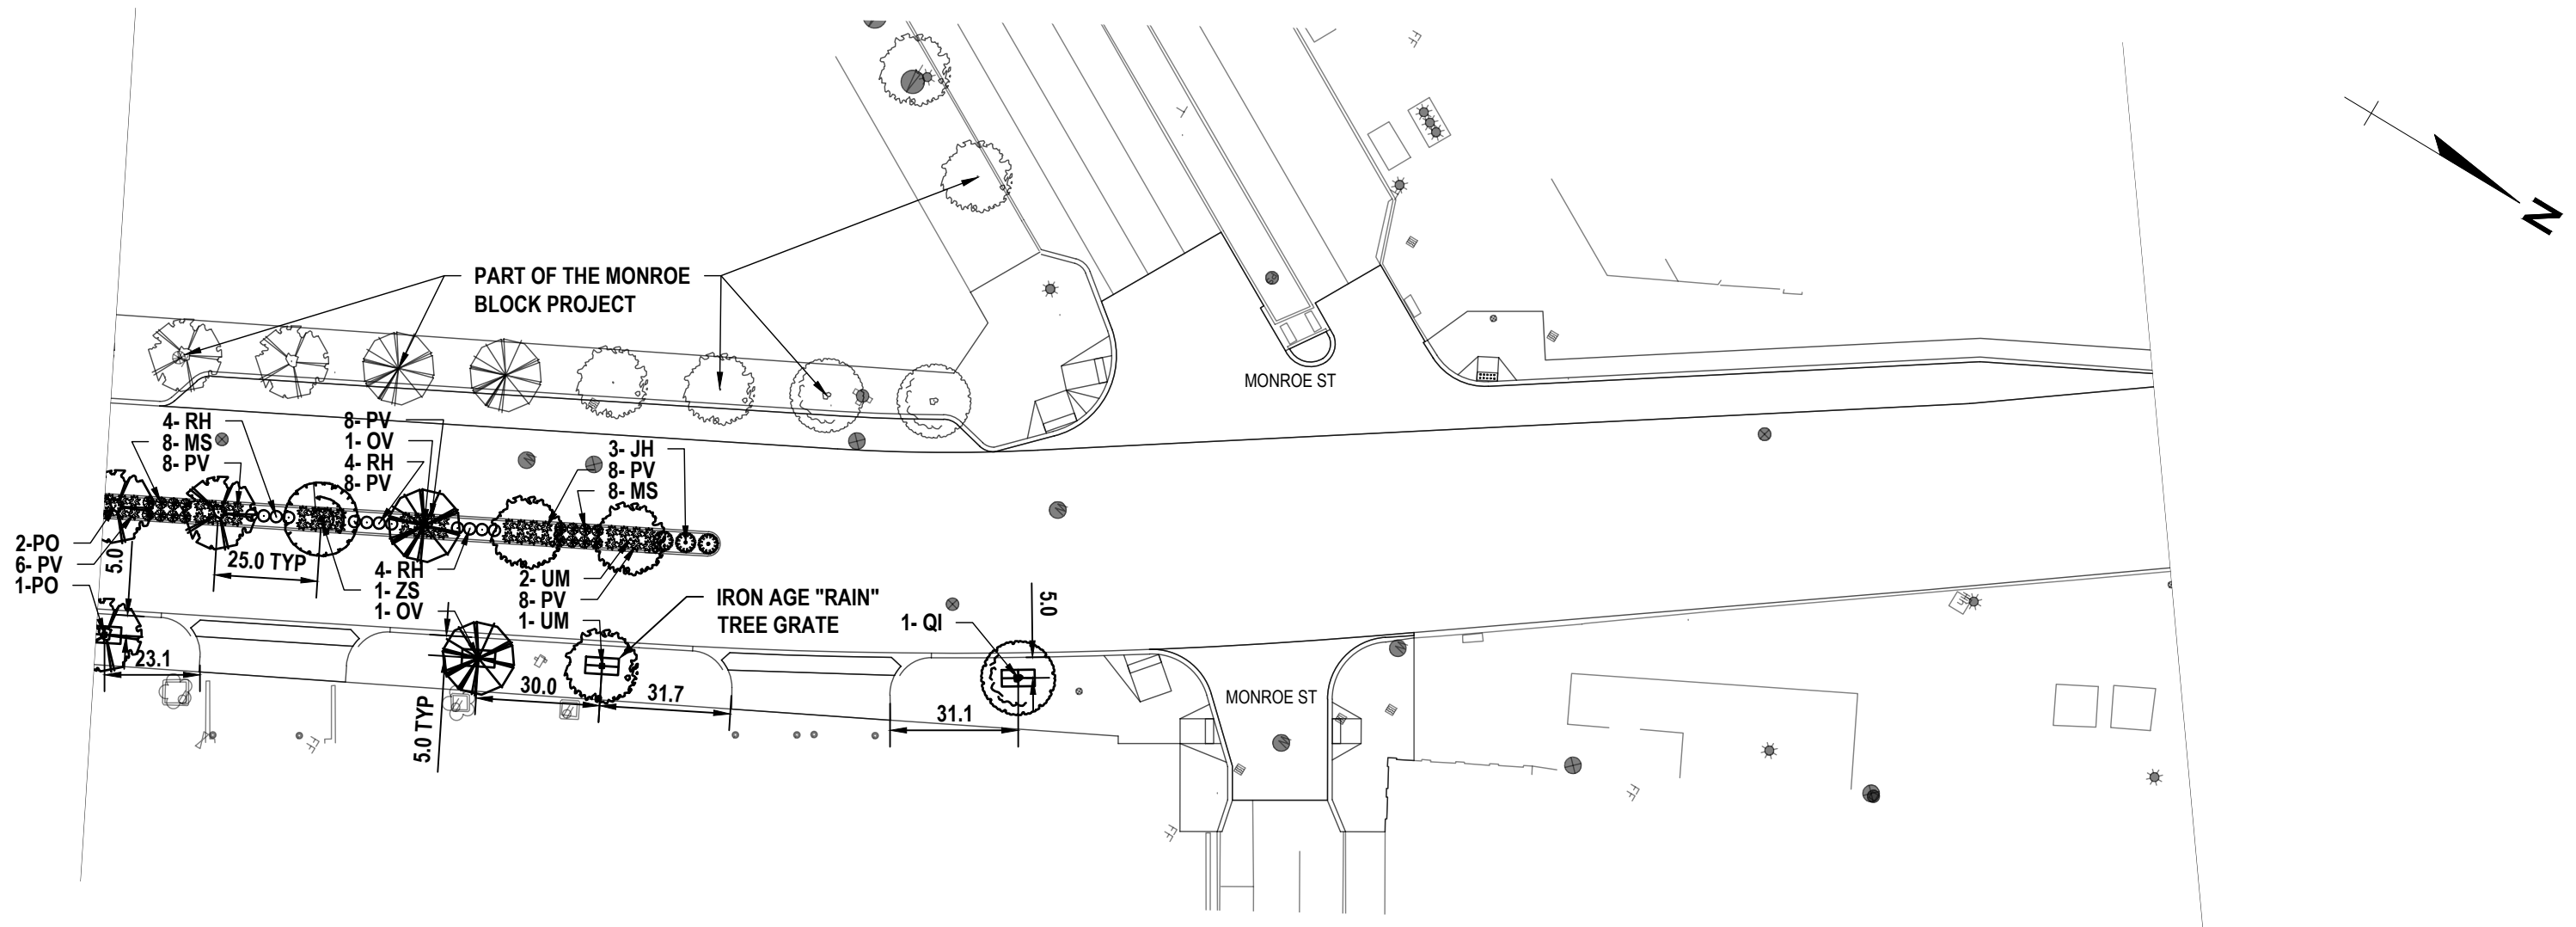 PART OF THE MONROE
BLOCK PROJECT
N
MONROE ST
4- RH
8- MS
8- PV
8- PV
1- OV
4- RH
8- PV
3- JH
8- PV
8- MS
2-PO
6- PV
1-PO
5.0
25.0 TYP
4- RH
1- ZS
1- OV
2- UM
8- PV
1- UM
IRON AGE "RAIN"
TREE GRATE
1- QI
5.0
23.1
30.0
31.7
31.1
5.0 TYP
MONROE ST